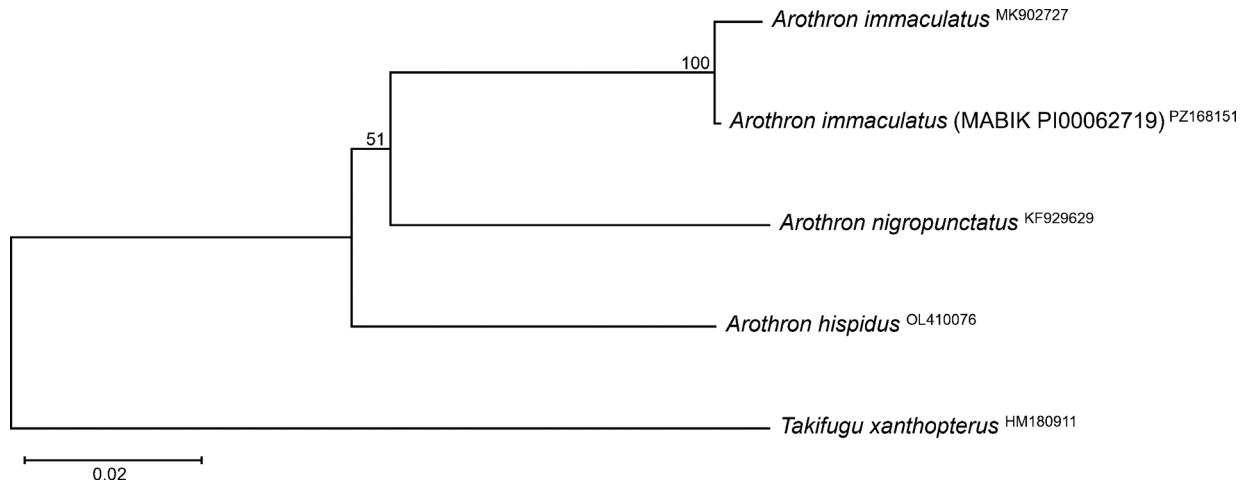 Arothron immaculatus MK902727
100
Arothron immaculatus (MABIK PI00062719) PZ168151
51
Arothron nigropunctatus KF929629
Arothron hispidus OL410076
Takifugu xanthopterus HM180911
0.02